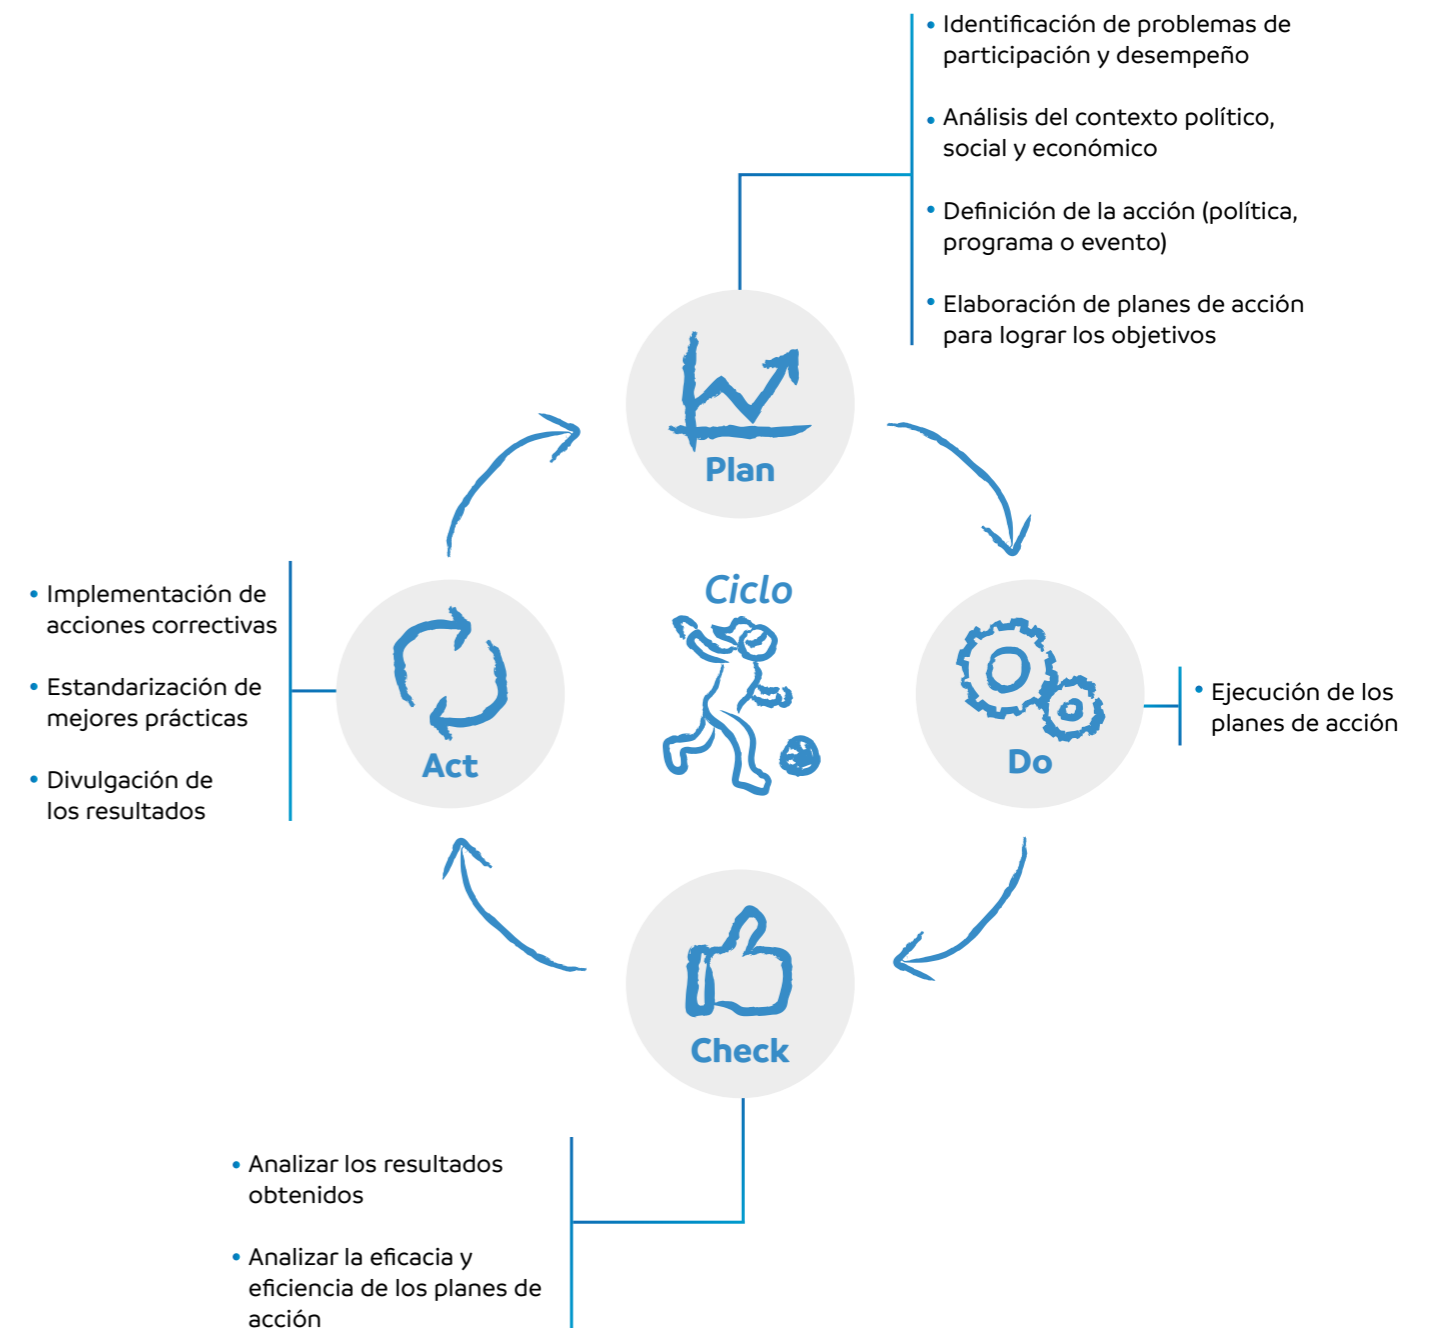 • Identificación de problemas de
participación y desempeño
• Análisis del contexto político,
social y económico
• Definición de la acción (política,
programa o evento)
• Elaboración de planes de acción
para lograr los objetivos
Plan
Ciclo
• Implementación de
acciones correctivas
• Estandarización de
mejores prácticas
• Divulgación de
los resultados
Act
Do
• Ejecución de los
planes de acción
Check
• Analizar los resultados
obtenidos
• Analizar la eficacia y
eficiencia de los planes de
acción